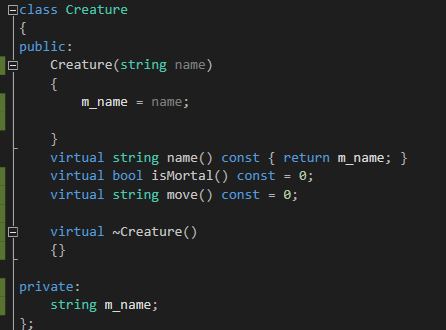 class Creature
{
public:
    Creature(string name)
    {
        m_name = name;

    }
    virtual string name() const { return m_name; }
    virtual bool isMortal() const = 0;
    virtual string move() const = 0;

    virtual ~Creature()
    {}

private:
    string m_name;
};